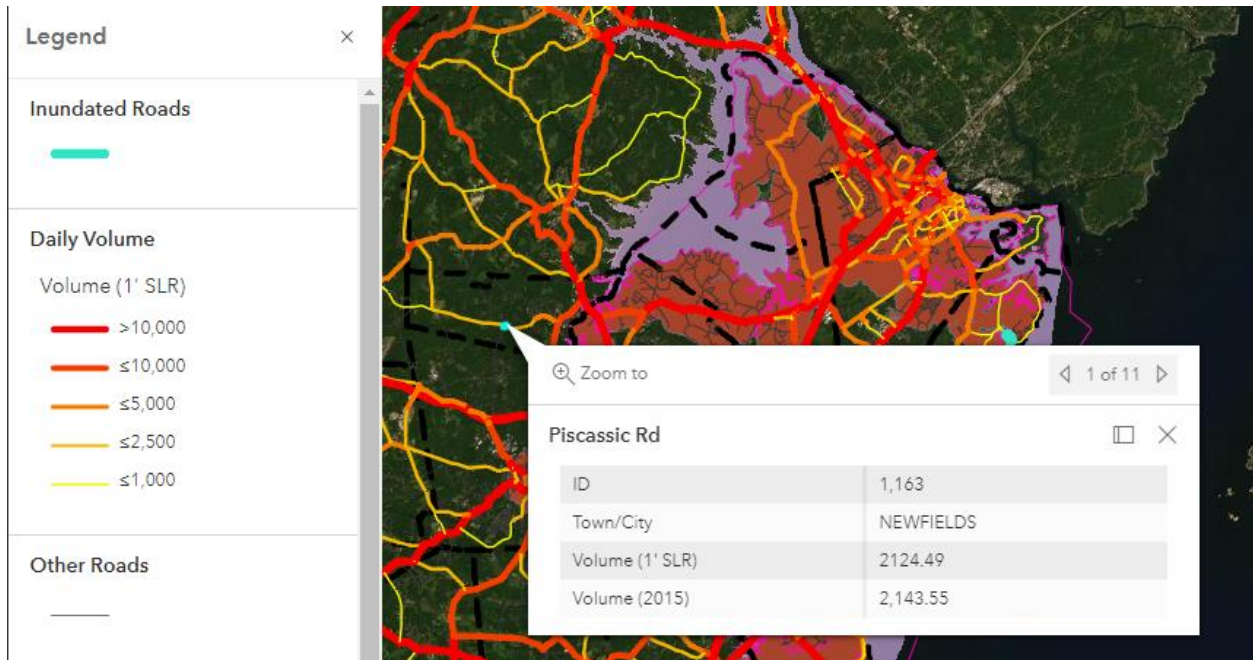 Legend
Inundated Roads
Daily Volume
Volume (1' SLR)
>10,000
≤10,000
≤5,000
≤2,500
≤1,000
Other Roads
Zoom to
1 of 11
Piscassic Rd
ID 1,163
Town/City NEWFIELDS
Volume (1' SLR) 2124.49
Volume (2015) 2,143.55